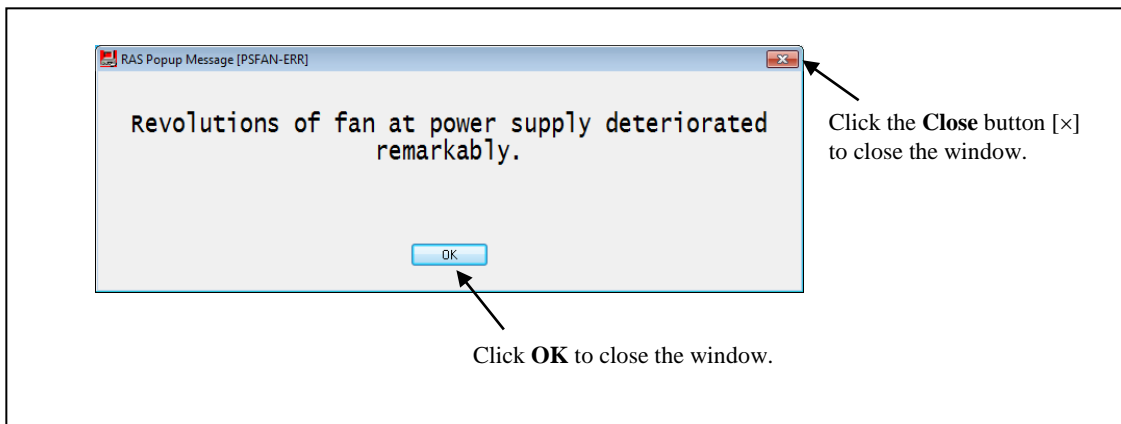 RAS Popup Message [PSFAN-ERR]
Revolutions of fan at power supply deteriorated
remarkably.
Click the Close button [×]
to close the window.
OK
Click OK to close the window.